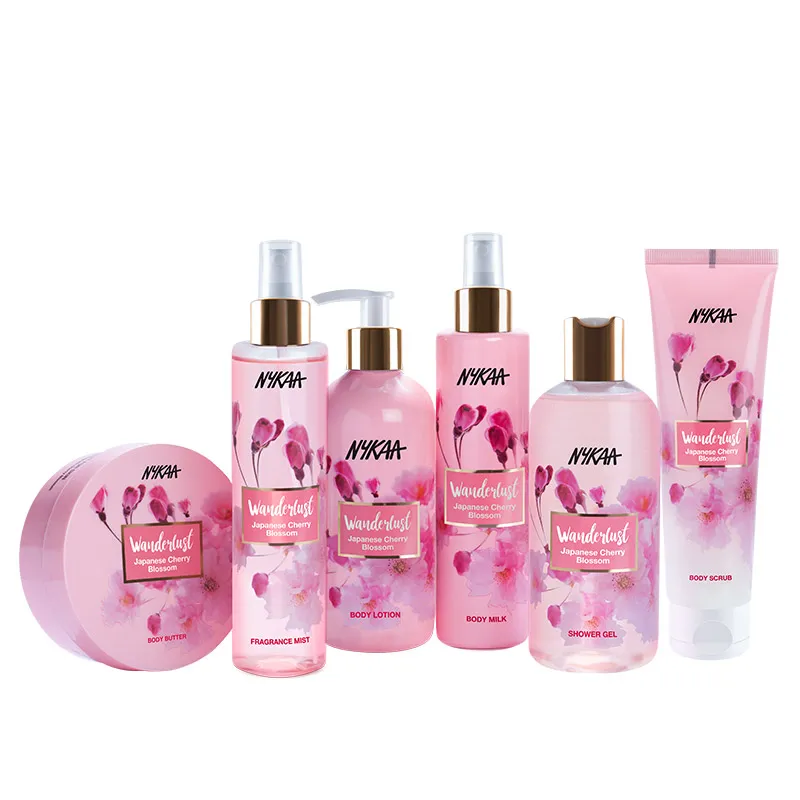 NYKAA
Wanderlust
Japanese Cherry
Blossom
BODY BUTTER
NYKAA
Wanderlust
Japanese Cherry
Blossom
FRAGRANCE MIST
NYKAA
Wanderlust
Japanese Cherry
Blossom
BODY LOTION
NYKAA
Wanderlust
Japanese Cherry
Blossom
BODY MILK
NYKAA
Wanderlust
Japanese Cherry
Blossom
SHOWER GEL
NYKAA
Wanderlust
Japanese Cherry
Blossom
BODY SCRUB